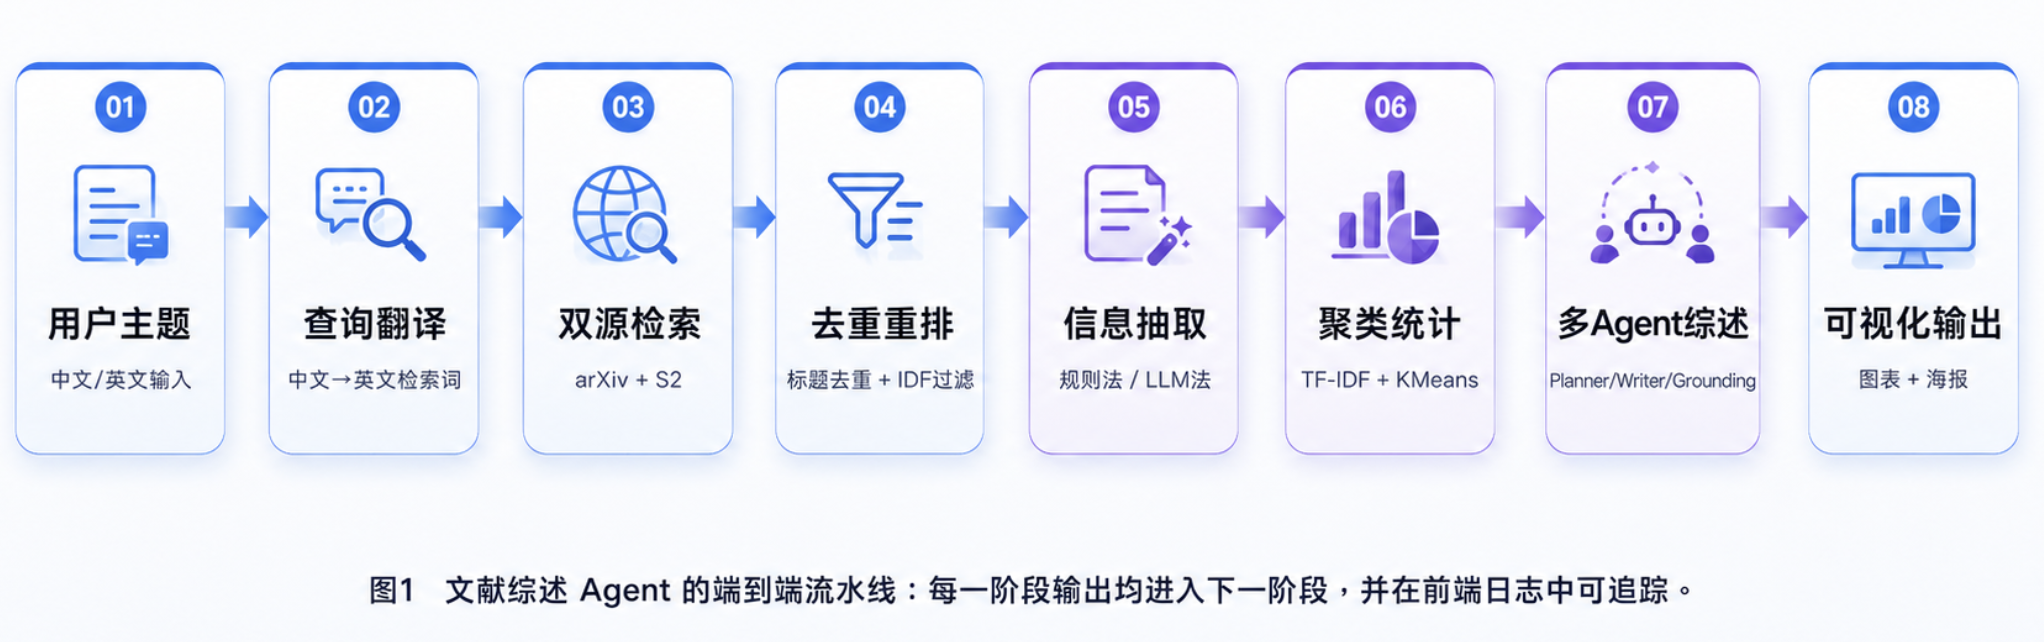 01
用户主题
中文/英文输入
02
查询翻译
中文→英文检索词
03
双源检索
arXiv + S2
04
去重重排
标题去重 + IDF过滤
05
信息抽取
规则法 / LLM法
06
聚类统计
TF-IDF + KMeans
07
多Agent综述
Planner/Writer/Grounding
08
可视化输出
图表 + 海报
图1 文献综述 Agent 的端到端流水线：每一阶段输出均进入下一阶段，并在前端日志中可追踪。